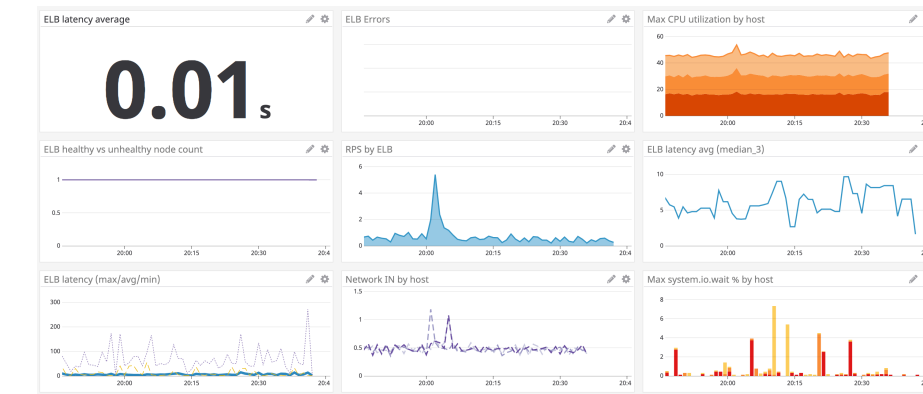 ELB latency average
0.01s
ELB Errors
20:00 20:15 20:30 20:4
Max CPU utilization by host
60
40
20
0
20:00 20:15 20:30 2
ELB healthy vs unhealthy node count
1
0.5
0
20:00 20:15 20:30 20:4
RPS by ELB
6
4
2
0
20:00 20:15 20:30 20:4
ELB latency avg (median_3)
10
5
0
20:00 20:15 20:30 2
ELB latency (max/avg/min)
300
200
100
0
20:00 20:15 20:30 20:4
Network IN by host
1.5
1
0.5
0
20:00 20:15 20:30 20:4
Max system.io.wait % by host
8
6
4
2
0
20:00 20:15 20:30 2